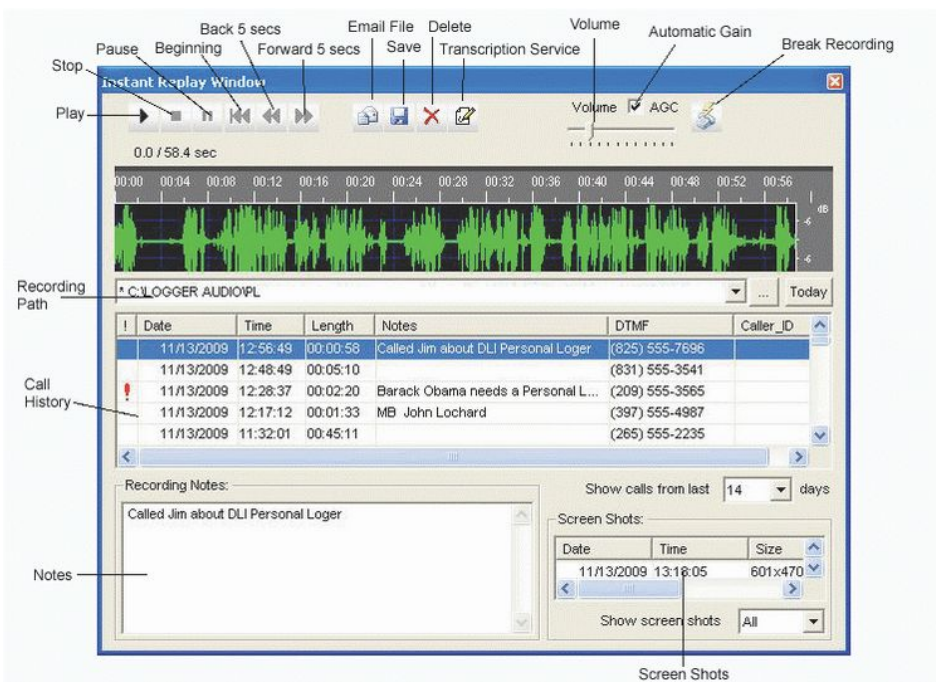 Back 5 secs
Email File
Delete
Volume
Automatic Gain
Pause
Beginning
Forward 5 secs
Save
Transcription Service
Break Recording
Stop
Instant Replay Window
Play
Volume
AGC
0.0 / 58.4 sec
00:00 00:04 00:08 00:12 00:16 00:20 00:24 00:28 00:32 00:36 00:40 00:44 00:48 00:52 00:56
dB
-6
-6
Recording
Path
* C:\LOGGER AUDIO\PL
...
Today
! Date Time Length Notes DTMF Caller_ID
11/13/2009 12:56:49 00:00:58 Called Jim about DLI Personal Loger (825) 555-7696
11/13/2009 12:48:49 00:05:10 (831) 555-3541
! 11/13/2009 12:28:37 00:02:20 Barack Obama needs a Personal L... (209) 555-3565
11/13/2009 12:17:12 00:01:33 MB John Lochard (397) 555-4987
11/13/2009 11:32:01 00:45:11 (265) 555-2235
Call
History
Recording Notes:
Called Jim about DLI Personal Loger
Notes
Show calls from last 14 days
Screen Shots:
Date Time Size
11/13/2009 13:18:05 601x470
Show screen shots All
Screen Shots